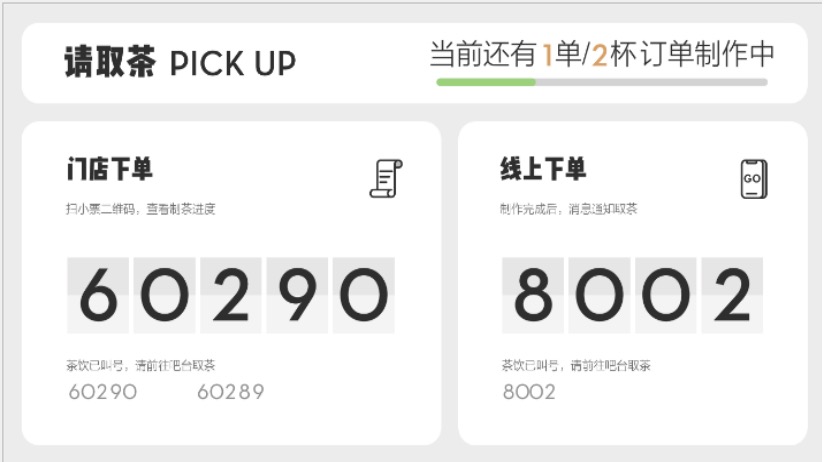 请取茶 PICK UP
当前还有1单/2杯订单制作中
门店下单
扫小票二维码，查看制茶进度
60290
茶饮已叫号，请前往吧台取茶
60290 60289
线上下单
GO
制作完成后，消息通知取茶
8002
茶饮已叫号，请前往吧台取茶
8002